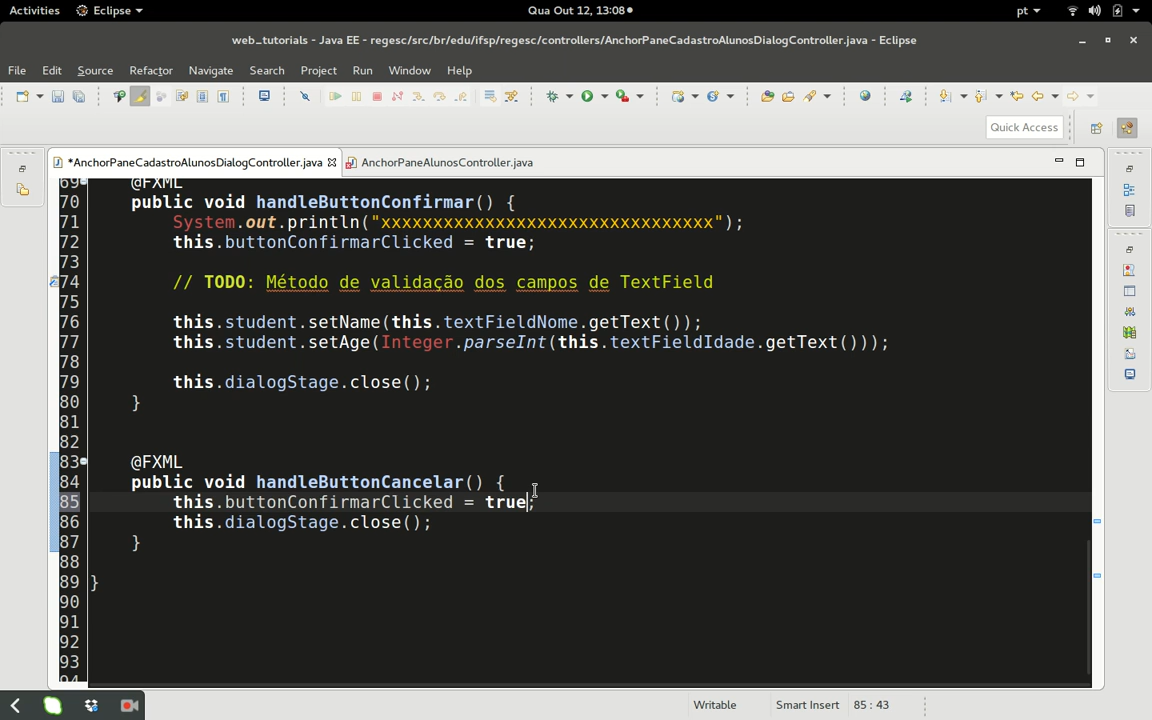 Activities Eclipse Qua Out 12, 13:08 pt
web_tutorials - Java EE - regesc/src/br/edu/ifsp/regesc/controllers/AnchorPaneCadastroAlunosDialogController.java - Eclipse
File Edit Source Refactor Navigate Search Project Run Window Help
Quick Access
*AnchorPaneCadastroAlunosDialogController.java AnchorPaneAlunosController.java
69 @FXML
70 public void handleButtonConfirmar() {
71 System.out.println("xxxxxxxxxxxxxxxxxxxxxxxxxxxxxxxx");
72 this.buttonConfirmarClicked = true;
73
74 // TODO: Método de validação dos campos de TextField
75
76 this.student.setName(this.textFieldNome.getText());
77 this.student.setAge(Integer.parseInt(this.textFieldIdade.getText()));
78
79 this.dialogStage.close();
80 }
81
82
83 @FXML
84 public void handleButtonCancelar() {
85 this.buttonConfirmarClicked = true;
86 this.dialogStage.close();
87 }
88
89 }
90
91
92
93
94
Writable Smart Insert 85 : 43